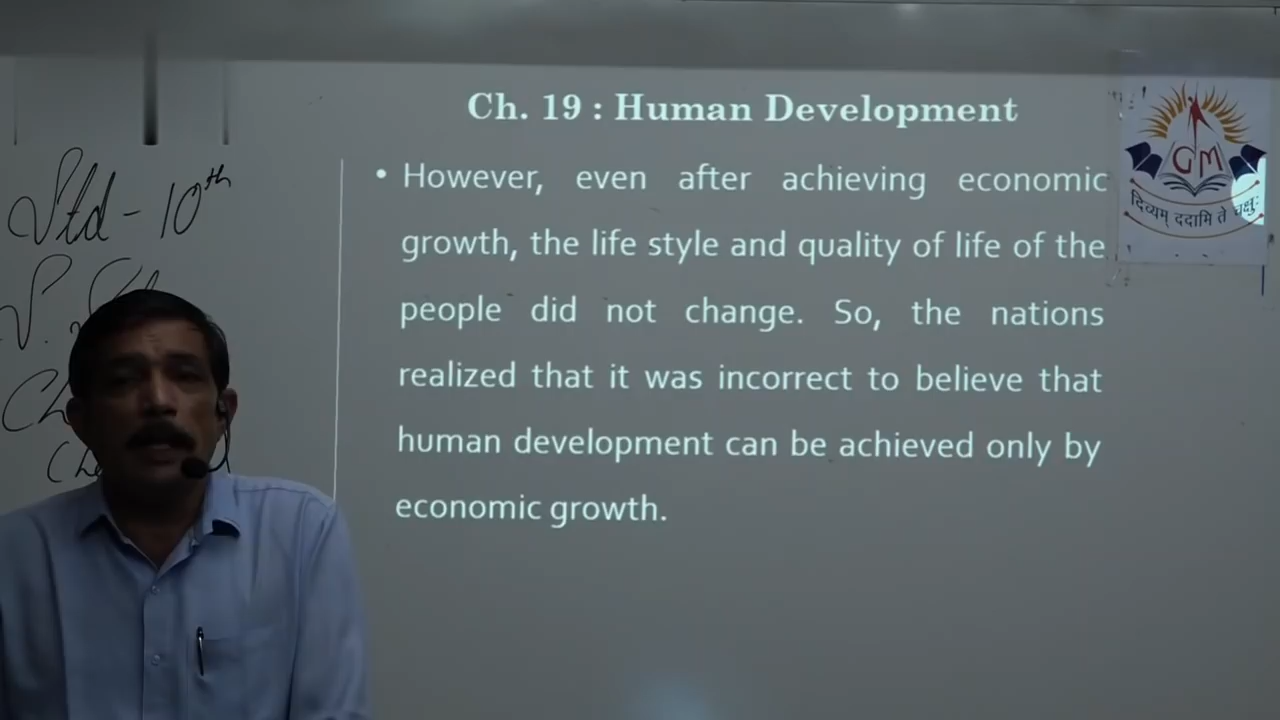 Ch. 19 : Human Development
• However, even after achieving economic
growth, the life style and quality of life of the
people did not change. So, the nations
realized that it was incorrect to believe that
human development can be achieved only by
economic growth.
Std - 10th
GM
दिव्यम् ददामि ते चक्षुः